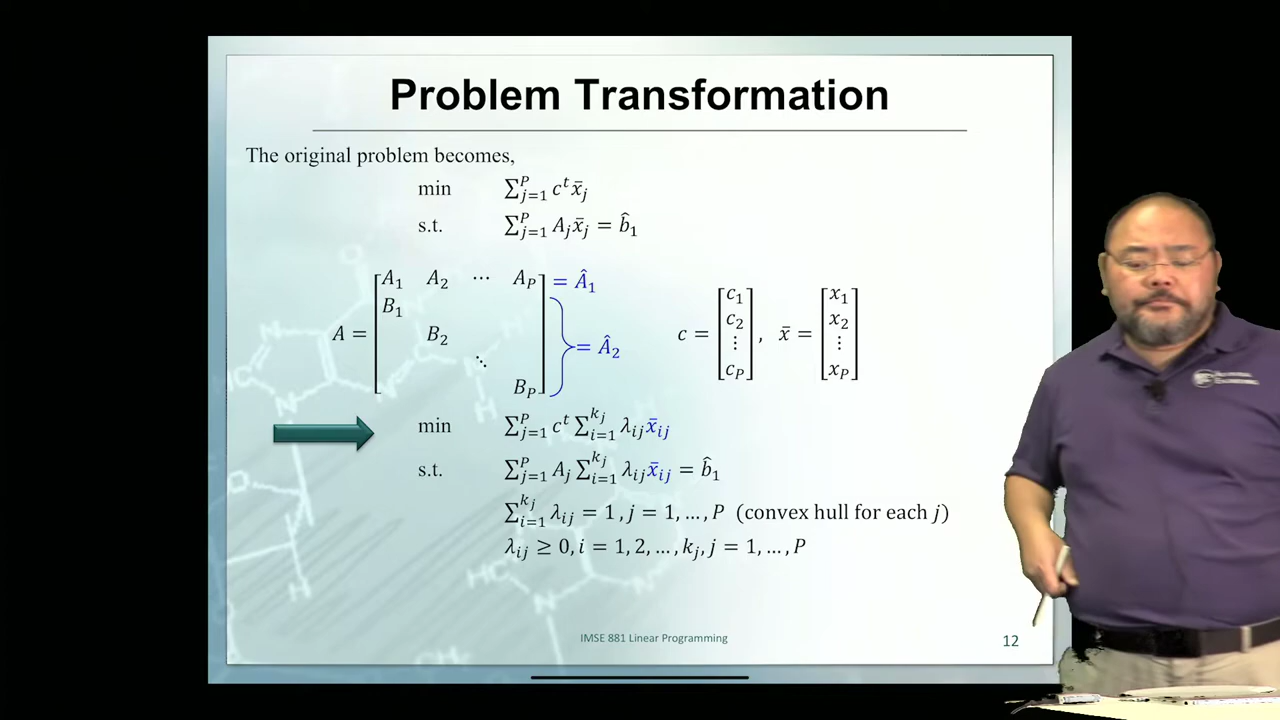 Problem Transformation
The original problem becomes,
min ∑_{j=1}^{P} c^t x̄_j
s.t. ∑_{j=1}^{P} A_j x̄_j = b̂_1
A = [A_1 A_2 ⋯ A_P
B_1
B_2
⋱
B_P] = Â_1 } = Â_2
c = [c_1 c_2 ⋮ c_P], x̄ = [x_1 x_2 ⋮ x_P]
min ∑_{j=1}^{P} c^t ∑_{i=1}^{k_j} λ_{ij} x̄_{ij}
s.t. ∑_{j=1}^{P} A_j ∑_{i=1}^{k_j} λ_{ij} x̄_{ij} = b̂_1
∑_{i=1}^{k_j} λ_{ij} = 1 , j = 1, … , P (convex hull for each j)
λ_{ij} ≥ 0, i = 1, 2, … , k_j, j = 1, … , P
IMSE 881 Linear Programming
12